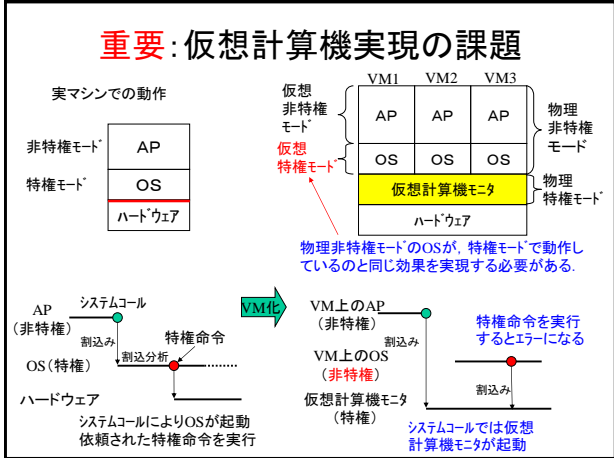 重要:仮想計算機実現の課題
実マシンでの動作
非特権モード
AP
特権モード
OS
ハードウェア
VM1 VM2 VM3
仮想
非特権
モード
AP AP AP
物理
非特権
モード
仮想
特権モード
OS OS OS
仮想計算機モニタ
物理
特権モード
ハードウェア
物理非特権モードのOSが,特権モードで動作し
ているのと同じ効果を実現する必要がある.
システムコール
AP
(非特権)
割込み
特権命令
割込分析
OS(特権)
ハードウェア
システムコールによりOSが起動
依頼された特権命令を実行
VM化
VM上のAP
(非特権)
特権命令を実行
するとエラーになる
割込み
VM上のOS
(非特権)
割込み
仮想計算機モニタ
(特権)
システムコールでは仮想
計算機モニタが起動